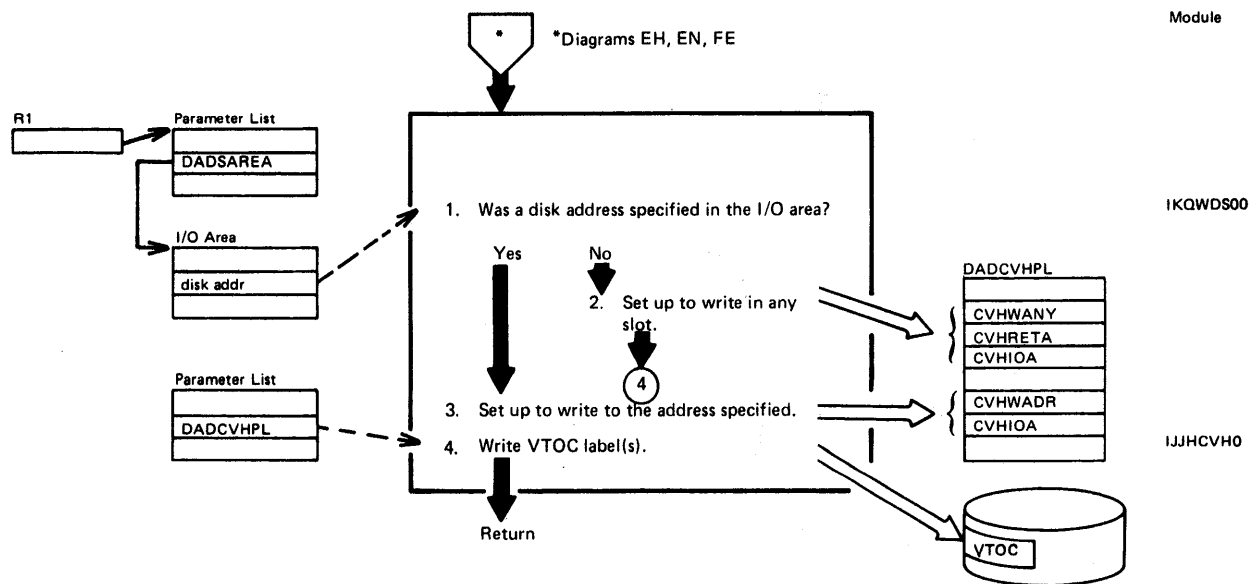 Module
*
*Diagrams EH, EN, FE
R1
Parameter List
DADSAREA
1. Was a disk address specified in the I/O area?
IKQWDS00
I/O Area
disk addr
Yes
No
2. Set up to write in any
slot.
4
DADCVHPL
CVHWANY
CVHRETA
CVHIOA
CVHWADR
CVHIOA
Parameter List
DADCVHPL
3. Set up to write to the address specified.
4. Write VTOC label(s).
IJJHCVH0
Return
VTOC